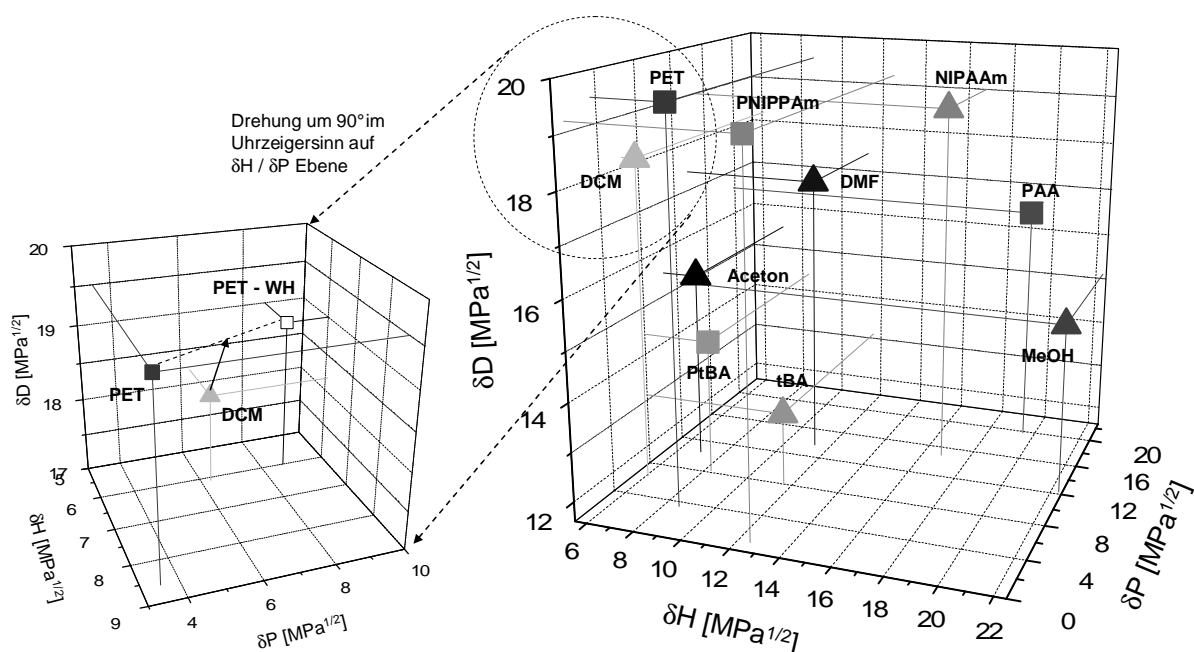 Drehung um 90° im
Uhrzeigersinn auf
δH / δP Ebene
20
19
18
17
δD [MPa1/2]
5
6
7
8
9
δH [MPa1/2]
4
6
8
10
δP [MPa1/2]
PET - WH
PET
DCM
20
18
16
14
12
δD [MPa1/2]
6
8
10
12
14
16
18
20
22
δH [MPa1/2]
0
4
8
12
16
20
δP [MPa1/2]
PET
PNIPPAm
NIPAAm
DCM
DMF
PAA
Aceton
PtBA
tBA
MeOH